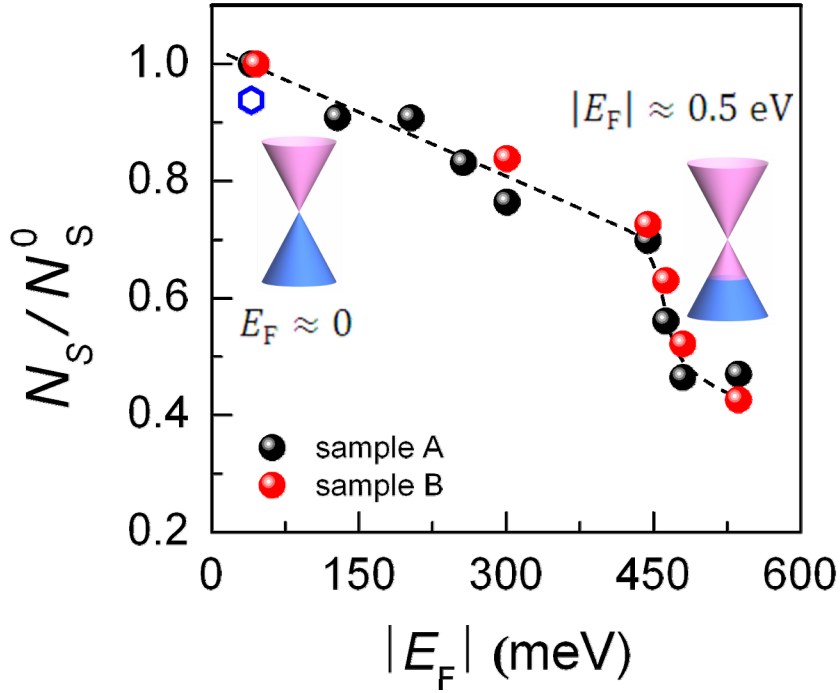 1.0
0.8
0.6
0.4
0.2
N_S / N_S^0
|E_F| ≈ 0.5 eV
E_F ≈ 0
sample A
sample B
0 150 300 450 600
|E_F| (meV)